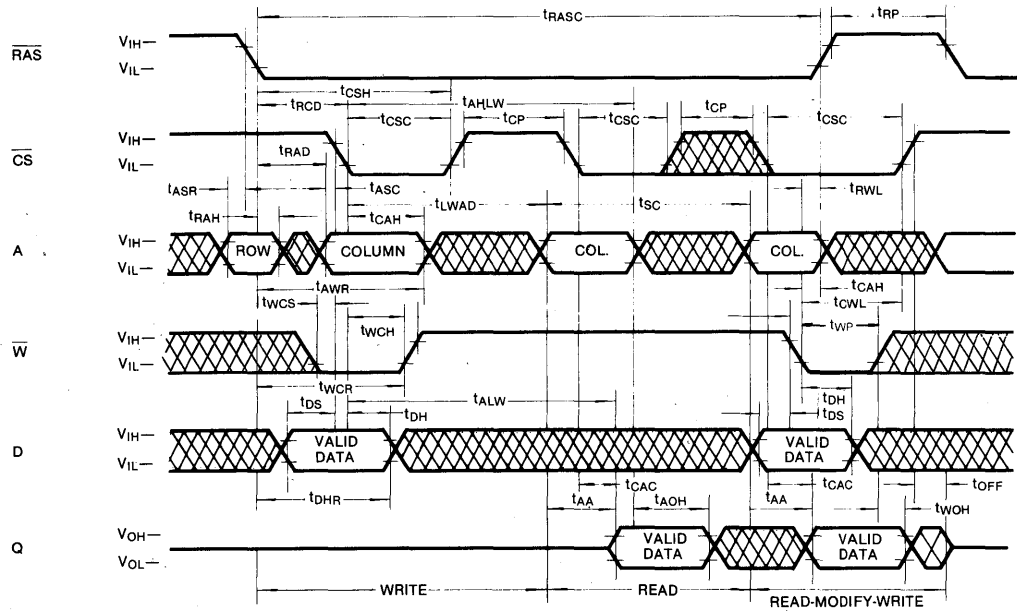 tRASC tRP
RAS VIH— VIL—
tCSH
tRCD tAHLW
tCSC tCP tCSC tCP tCSC
CS VIH— VIL—
tRAD
tASR tASC tRWL
tLWAD tSC
tRAH tCAH
A VIH— VIL— ROW COLUMN COL. COL.
tAWR tCAH
tWCS tCWL
tWCH tWP
W VIH— VIL—
tWCR tDH
tALW
tDS tDH tDS
D VIH— VIL— VALID DATA VALID DATA
tCAC tCAC tOFF
tDHR tAA tAOH tAA tWOH
Q VOH— VOL— VALID DATA VALID DATA
WRITE READ READ-MODIFY-WRITE